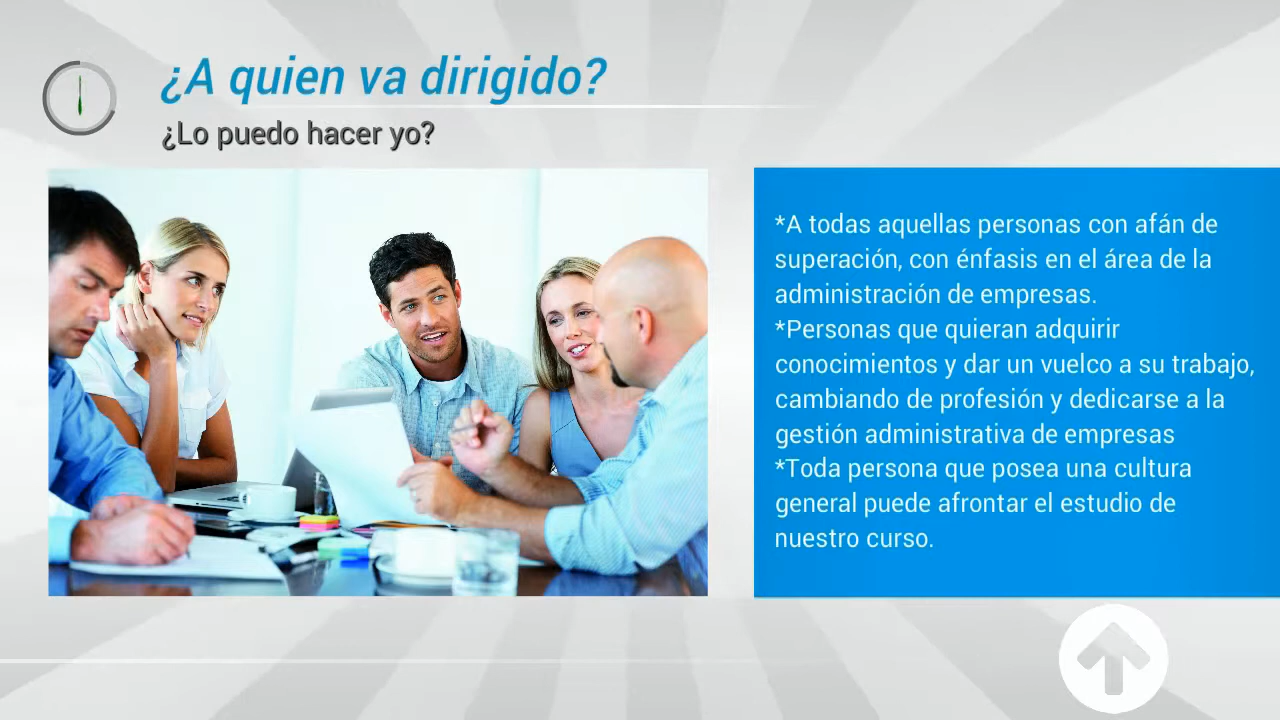 ¿A quien va dirigido?
¿Lo puedo hacer yo?
*A todas aquellas personas con afán de
superación, con énfasis en el área de la
administración de empresas.
*Personas que quieran adquirir
conocimientos y dar un vuelco a su trabajo,
cambiando de profesión y dedicarse a la
gestión administrativa de empresas
*Toda persona que posea una cultura
general puede afrontar el estudio de
nuestro curso.